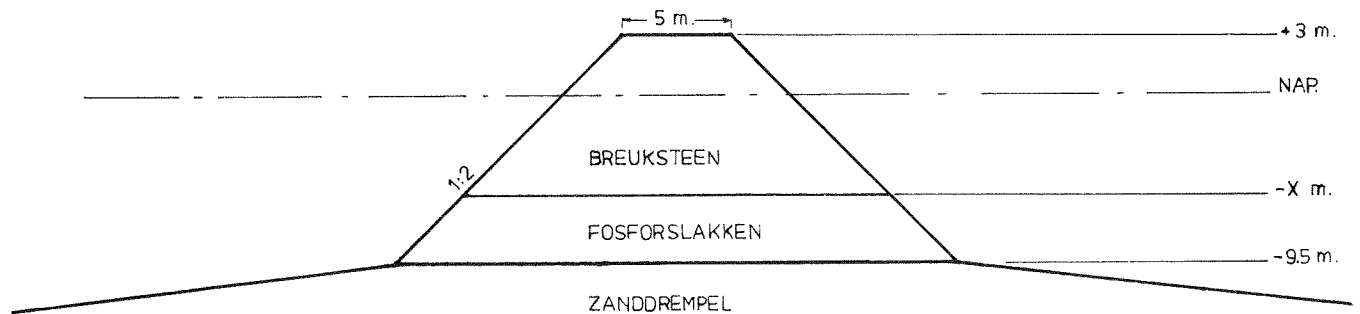 5 m.
+3 m.
NAP.
BREUKSTEEN
1:2
-X m.
FOSFORSLAKKEN
-9.5 m.
ZANDDREMPEL